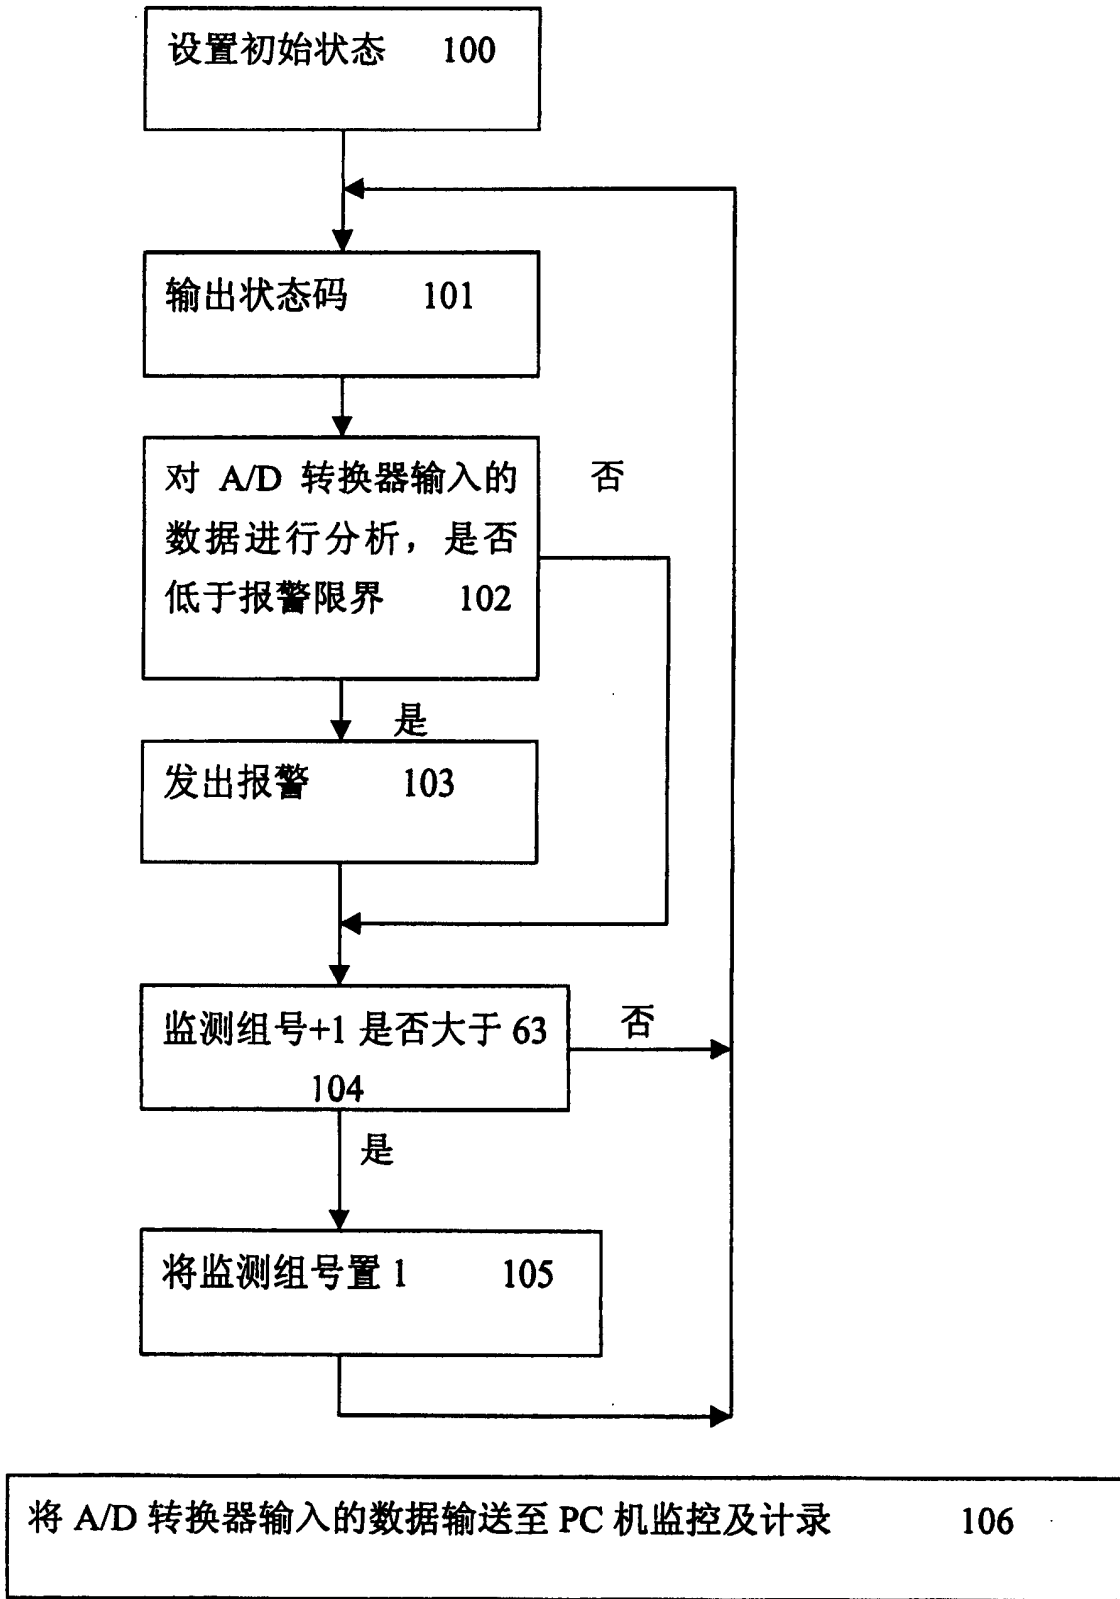 设置初始状态 100
输出状态码 101
对 A/D 转换器输入的
数据进行分析，是否
低于报警限界 102
否
是
发出报警 103
监测组号+1 是否大于 63
104
否
是
将监测组号置 1 105
将 A/D 转换器输入的数据输送至 PC 机监控及计录 106